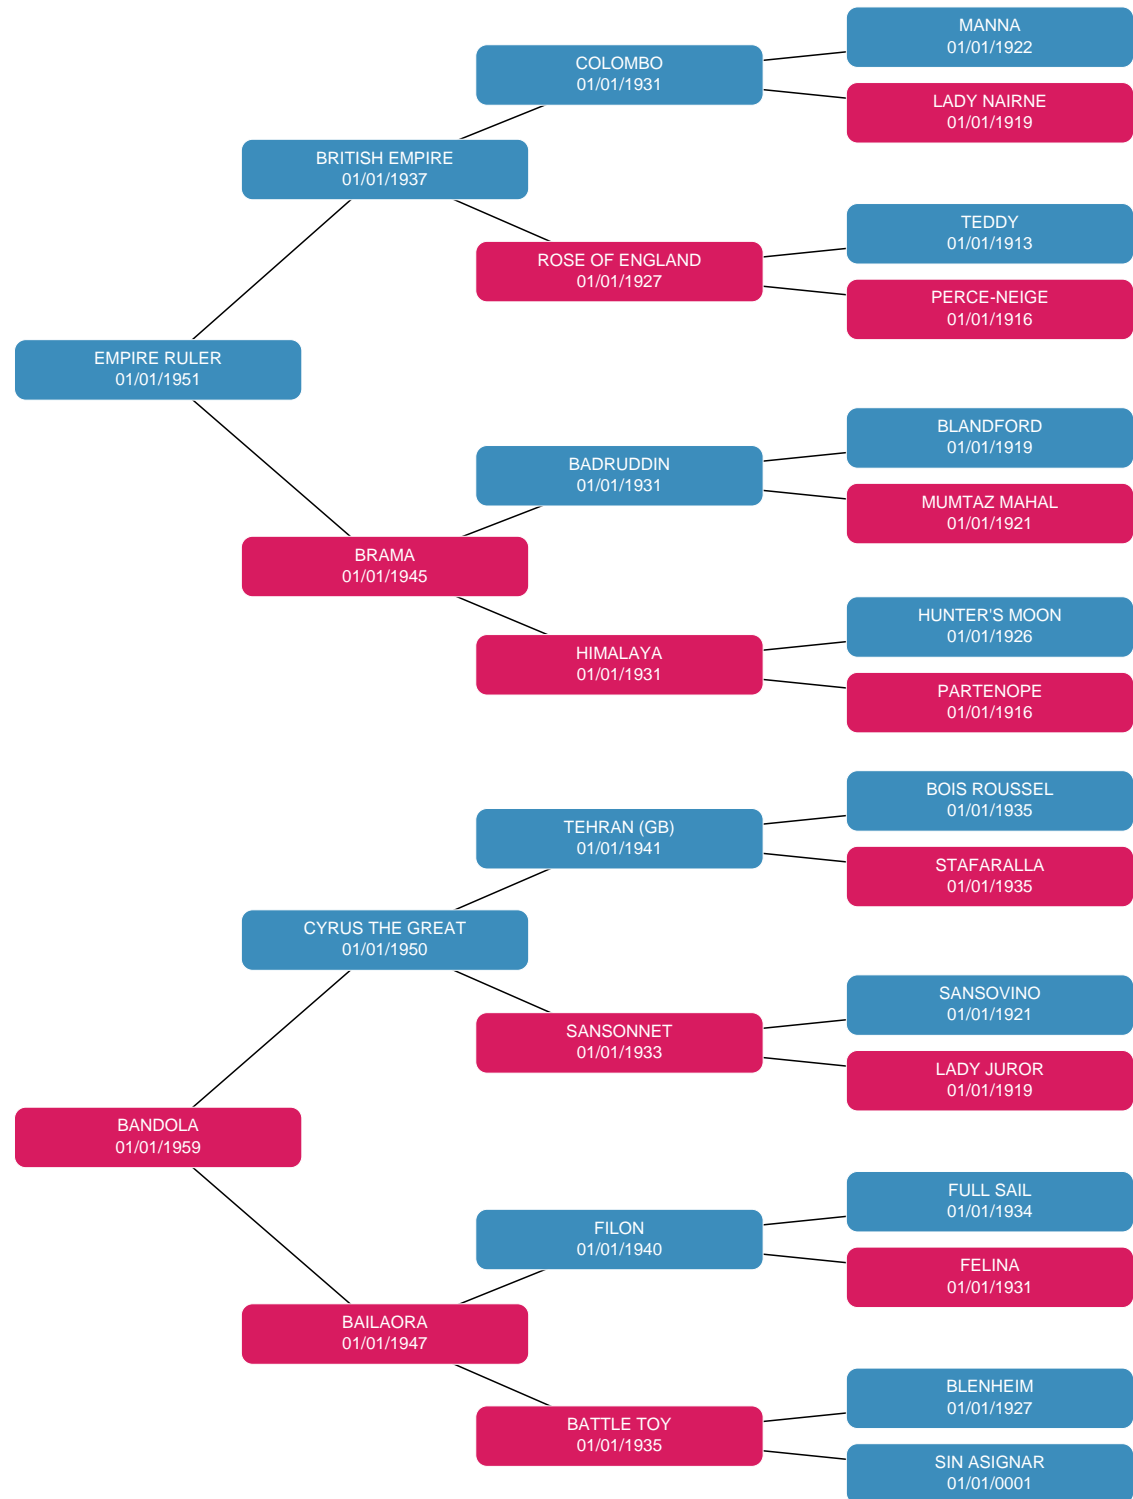 MANNA
01/01/1922
COLOMBO
01/01/1931
LADY NAIRNE
01/01/1919
BRITISH EMPIRE
01/01/1937
TEDDY
01/01/1913
ROSE OF ENGLAND
01/01/1927
PERCE-NEIGE
01/01/1916
EMPIRE RULER
01/01/1951
BLANDFORD
01/01/1919
BADRUDDIN
01/01/1931
MUMTAZ MAHAL
01/01/1921
BRAMA
01/01/1945
HUNTER'S MOON
01/01/1926
HIMALAYA
01/01/1931
PARTENOPE
01/01/1916
BOIS ROUSSEL
01/01/1935
TEHRAN (GB)
01/01/1941
STAFARALLA
01/01/1935
CYRUS THE GREAT
01/01/1950
SANSOVINO
01/01/1921
SANSONNET
01/01/1933
LADY JUROR
01/01/1919
BANDOLA
01/01/1959
FULL SAIL
01/01/1934
FILON
01/01/1940
FELINA
01/01/1931
BAILAORA
01/01/1947
BLENHEIM
01/01/1927
BATTLE TOY
01/01/1935
SIN ASIGNAR
01/01/0001